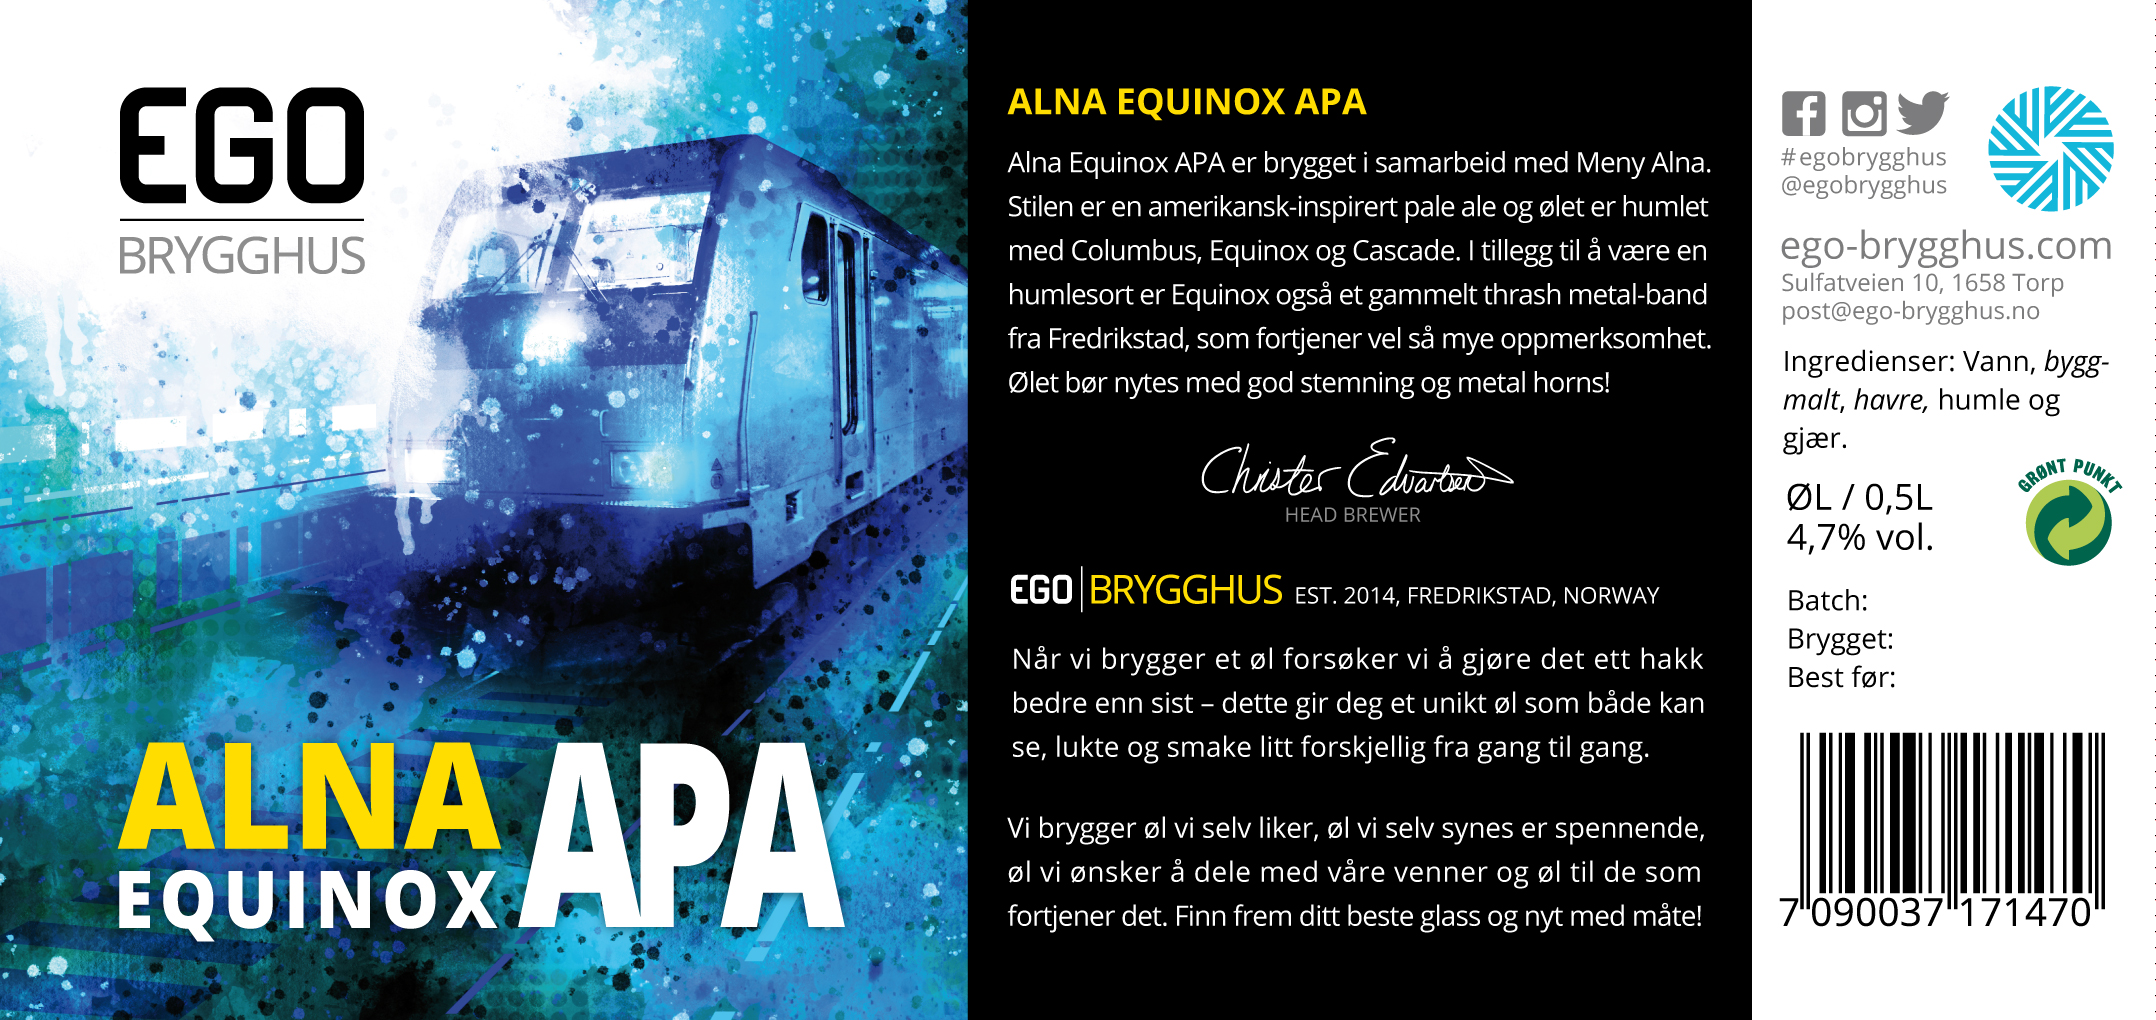 EGO
BRYGGHUS
ALNA
EQUINOX
APA
ALNA EQUINOX APA
Alna Equinox APA er brygget i samarbeid med Meny Alna.
Stilen er en amerikansk-inspirert pale ale og ølet er humlet
med Columbus, Equinox og Cascade. I tillegg til å være en
humlesort er Equinox også et gammelt thrash metal-band
fra Fredrikstad, som fortjener vel så mye oppmerksomhet.
Ølet bør nytes med god stemning og metal horns!
Christer Edvartsen
HEAD BREWER
EGO BRYGGHUS EST. 2014, FREDRIKSTAD, NORWAY
Når vi brygger et øl forsøker vi å gjøre det ett hakk
bedre enn sist – dette gir deg et unikt øl som både kan
se, lukte og smake litt forskjellig fra gang til gang.
Vi brygger øl vi selv liker, øl vi selv synes er spennende,
øl vi ønsker å dele med våre venner og øl til de som
fortjener det. Finn frem ditt beste glass og nyt med måte!
#egobrygghus
@egobrygghus
ego-brygghus.com
Sulfatveien 10, 1658 Torp
post@ego-brygghus.no
Ingredienser: Vann, bygg-
malt, havre, humle og
gjær.
GRØNT PUNKT
ØL / 0,5L
4,7% vol.
Batch:
Brygget:
Best før:
7 090037 171470